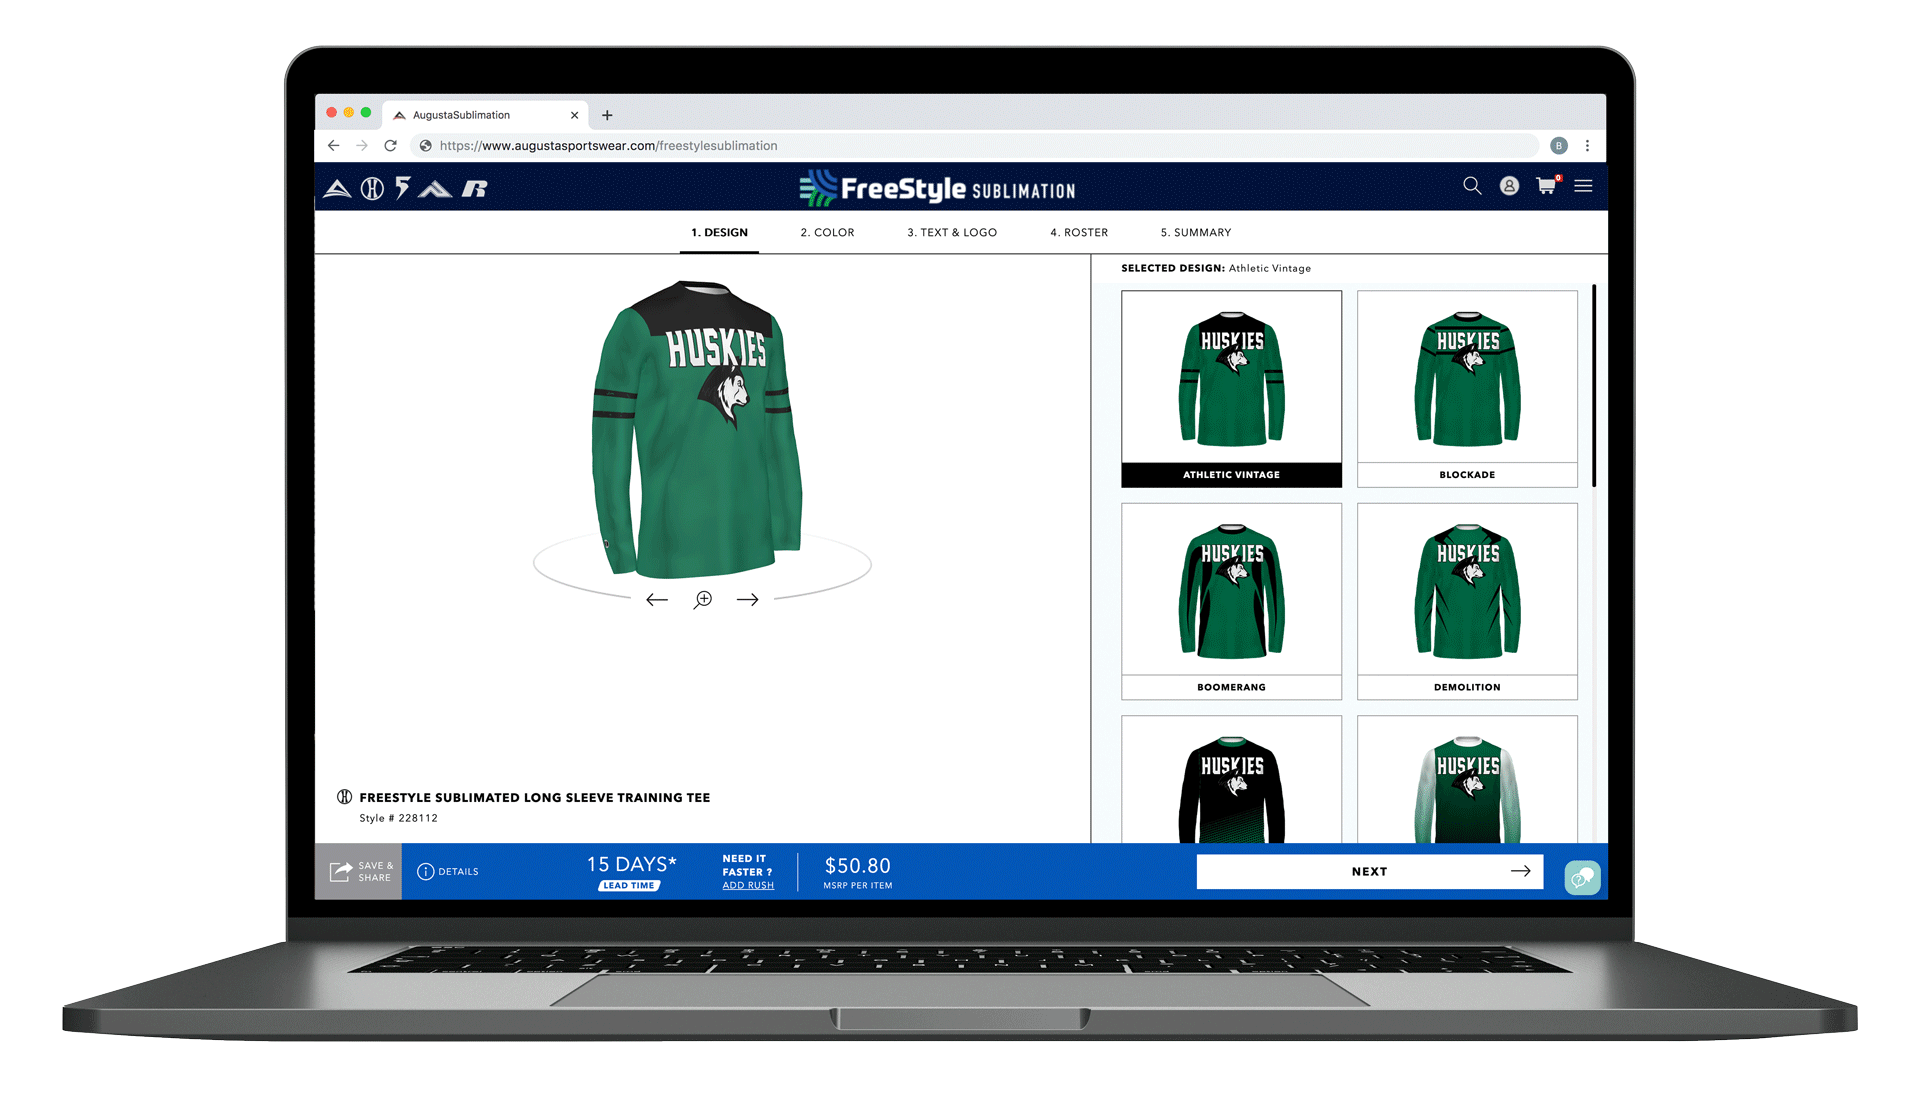 AugustaSublimation
https://www.augustasportswear.com/freestylesublimation
B
FreeStyle SUBLIMATION
0
1. DESIGN
2. COLOR
3. TEXT & LOGO
4. ROSTER
5. SUMMARY
SELECTED DESIGN: Athletic Vintage
HUSKIES
HUSKIES
HUSKIES
ATHLETIC VINTAGE
BLOCKADE
HUSKIES
HUSKIES
BOOMERANG
DEMOLITION
HUSKIES
HUSKIES
FREESTYLE SUBLIMATED LONG SLEEVE TRAINING TEE
Style # 228112
SAVE &
SHARE
DETAILS
15 DAYS*
LEAD TIME
NEED IT
FASTER ?
ADD RUSH
$50.80
MSRP PER ITEM
NEXT